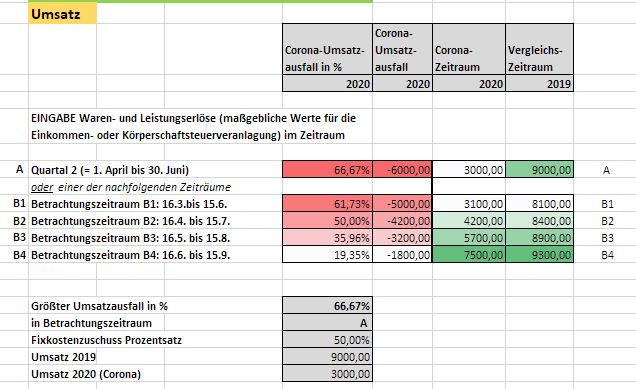 Umsatz
Corona-Umsatz-ausfall in % Corona-Umsatz-ausfall Corona-Zeitraum Vergleichs-Zeitraum
2020 2020 2020 2019
EINGABE Waren- und Leistungserlöse (maßgebliche Werte für die
Einkommen- oder Körperschaftsteuerveranlagung) im Zeitraum
A Quartal 2 (= 1. April bis 30. Juni) 66,67% -6000,00 3000,00 9000,00 A
oder einer der nachfolgenden Zeiträume
B1 Betrachtungszeitraum B1: 16.3.bis 15.6. 61,73% -5000,00 3100,00 8100,00 B1
B2 Betrachtungszeitraum B2: 16.4. bis 15.7. 50,00% -4200,00 4200,00 8400,00 B2
B3 Betrachtungszeitraum B3: 16.5. bis 15.8. 35,96% -3200,00 5700,00 8900,00 B3
B4 Betrachtungszeitraum B4: 16.6. bis 15.9. 19,35% -1800,00 7500,00 9300,00 B4
Größter Umsatzausfall in % 66,67%
in Betrachtungszeitraum A
Fixkostenzuschuss Prozentsatz 50,00%
Umsatz 2019 9000,00
Umsatz 2020 (Corona) 3000,00